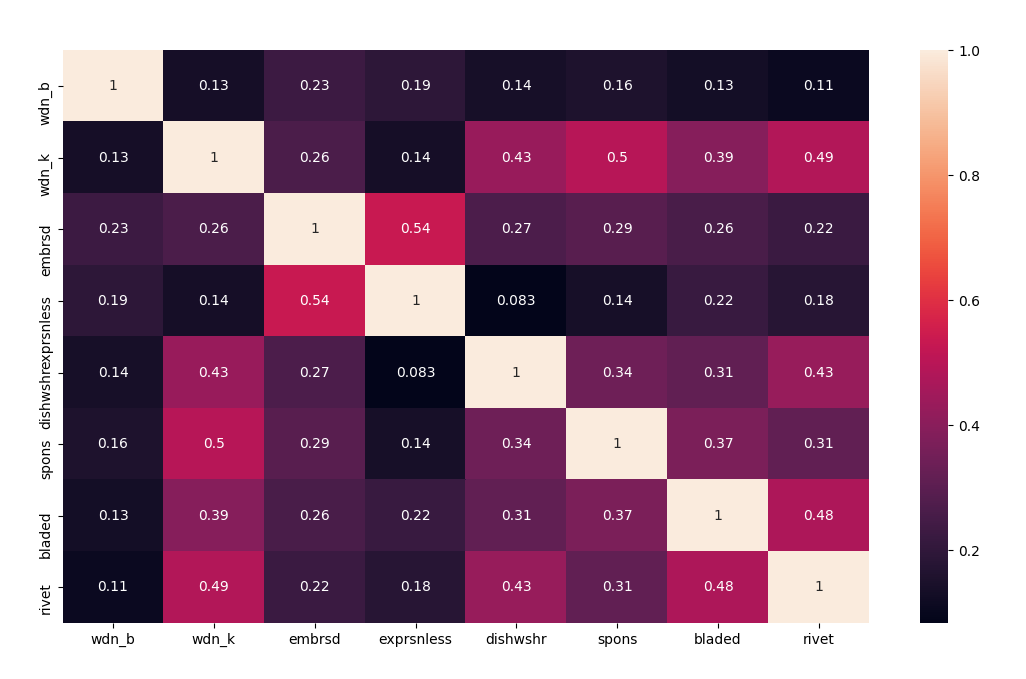 wdn_b 1 0.13 0.23 0.19 0.14 0.16 0.13 0.11
wdn_k 0.13 1 0.26 0.14 0.43 0.5 0.39 0.49
embrsd 0.23 0.26 1 0.54 0.27 0.29 0.26 0.22
exprsnless 0.19 0.14 0.54 1 0.083 0.14 0.22 0.18
dishwshr 0.14 0.43 0.27 0.083 1 0.34 0.31 0.43
spons 0.16 0.5 0.29 0.14 0.34 1 0.37 0.31
bladed 0.13 0.39 0.26 0.22 0.31 0.37 1 0.48
rivet 0.11 0.49 0.22 0.18 0.43 0.31 0.48 1
wdn_b wdn_k embrsd exprsnless dishwshr spons bladed rivet
1.0
0.8
0.6
0.4
0.2